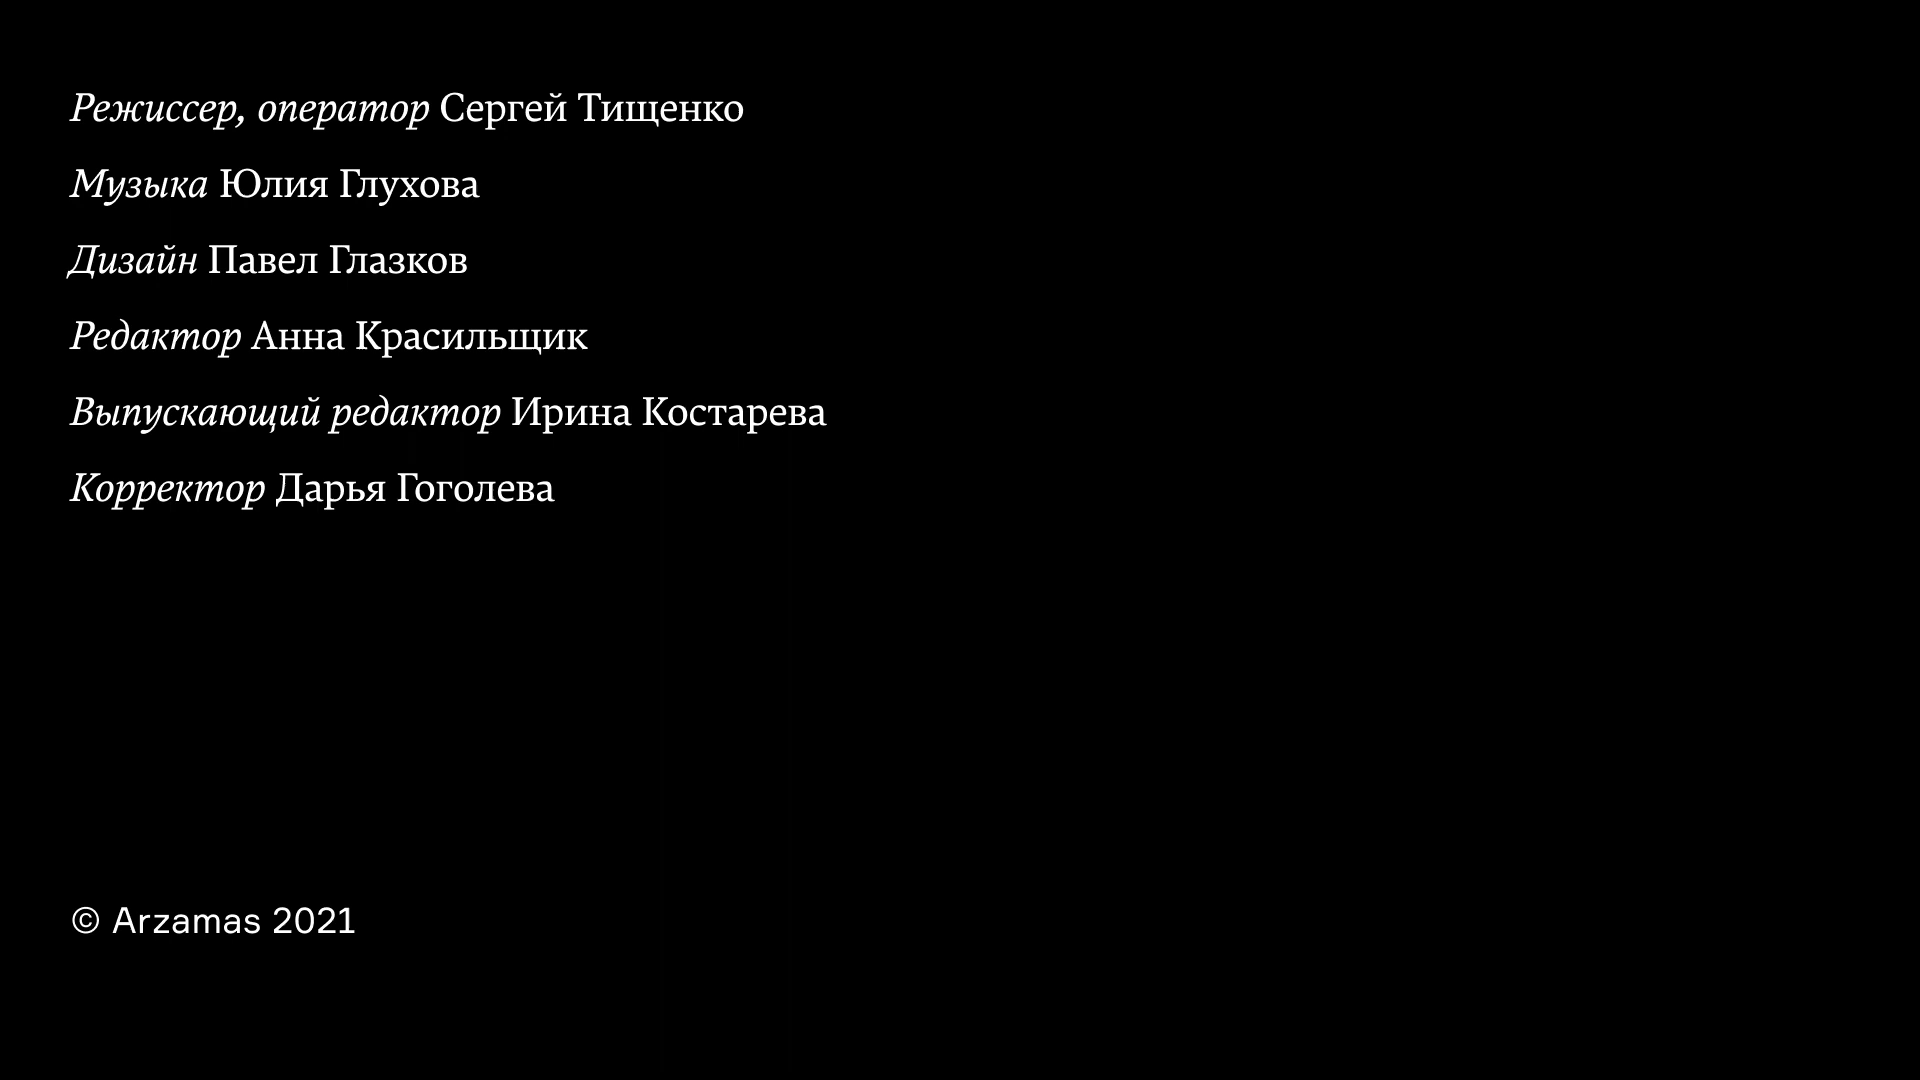 Режиссер, оператор Сергей Тищенко
Музыка Юлия Глухова
Дизайн Павел Глазков
Редактор Анна Красильщик
Выпускающий редактор Ирина Костарева
Корректор Дарья Гоголева
© Arzamas 2021